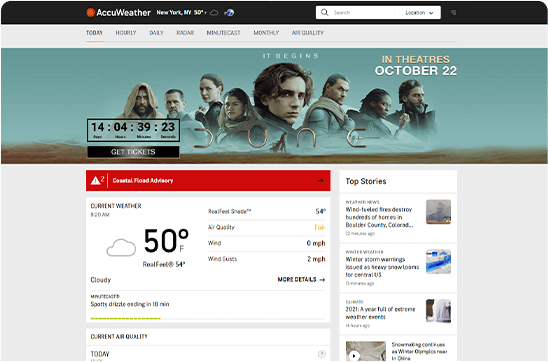 AccuWeather
New York, NY 50°F
Search
Location
TODAY HOURLY DAILY RADAR MINUTECAST MONTHLY AIR QUALITY
IT BEGINS
IN THEATRES
OCTOBER 22
14:04:39:23
Days Hours Minutes Seconds
DUNE
GET TICKETS
2
Coastal Flood Advisory
CURRENT WEATHER
8:20 AM
50°F
RealFeel® 54°
Cloudy
RealFeel Shade™ 54°
Air Quality Fair
Wind 0 mph
Wind Gusts 2 mph
MORE DETAILS
MINUTECAST®
Spotty drizzle ending in 18 min
CURRENT AIR QUALITY
TODAY
Top Stories
WEATHER NEWS
Wind-fueled fires destroy
hundreds of homes in
Boulder County, Colorad...
22 minutes ago
WINTER WEATHER
Winter storm warnings
issued as heavy snow looms
for central US
13 minutes ago
CLIMATE
2021: A year full of extreme
weather events
14 hours ago
Snowmaking continues
as Winter Olympics near
in China